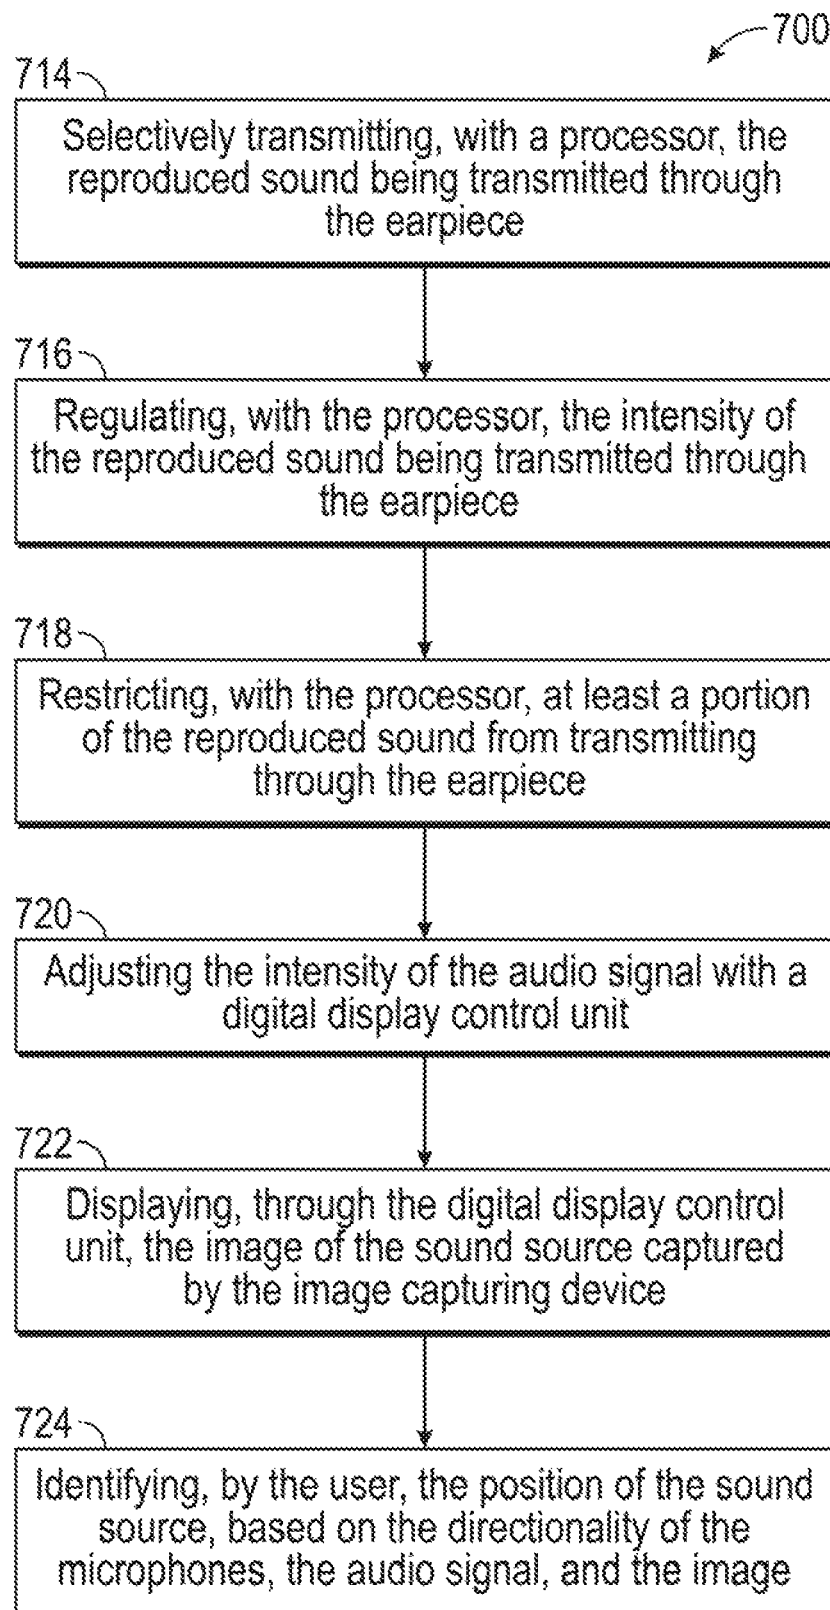 700
714
Selectively transmitting, with a processor, the
reproduced sound being transmitted through
the earpiece
716
Regulating, with the processor, the intensity of
the reproduced sound being transmitted through
the earpiece
718
Restricting, with the processor, at least a portion
of the reproduced sound from transmitting
through the earpiece
720
Adjusting the intensity of the audio signal with a
digital display control unit
722
Displaying, through the digital display control
unit, the image of the sound source captured
by the image capturing device
724
Identifying, by the user, the position of the sound
source, based on the directionality of the
microphones, the audio signal, and the image